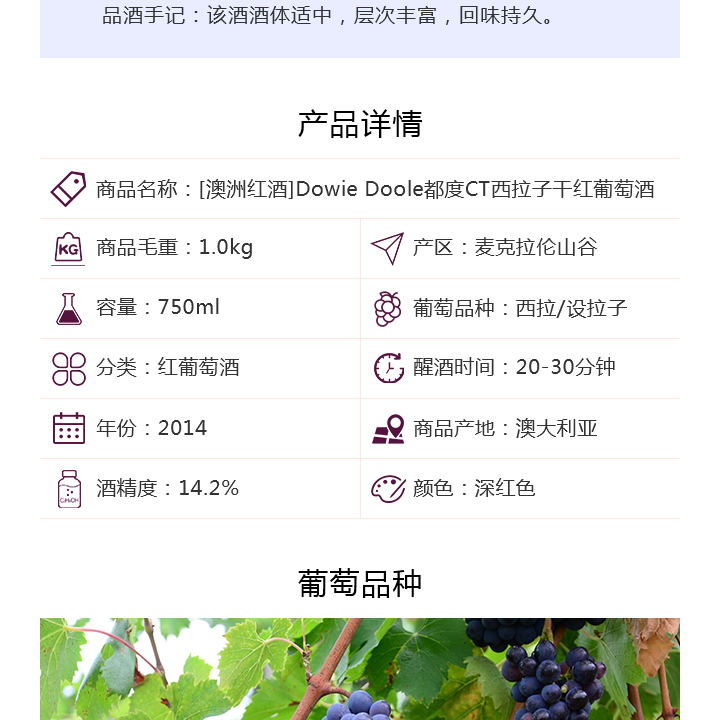 品酒手记：该酒酒体适中，层次丰富，回味持久。
产品详情
商品名称：[澳洲红酒]Dowie Doole都度CT西拉子干红葡萄酒
KG 商品毛重：1.0kg
产区：麦克拉伦山谷
容量：750ml
葡萄品种：西拉/设拉子
分类：红葡萄酒
醒酒时间：20-30分钟
年份：2014
商品产地：澳大利亚
C₂H₅OH 酒精度：14.2%
颜色：深红色
葡萄品种